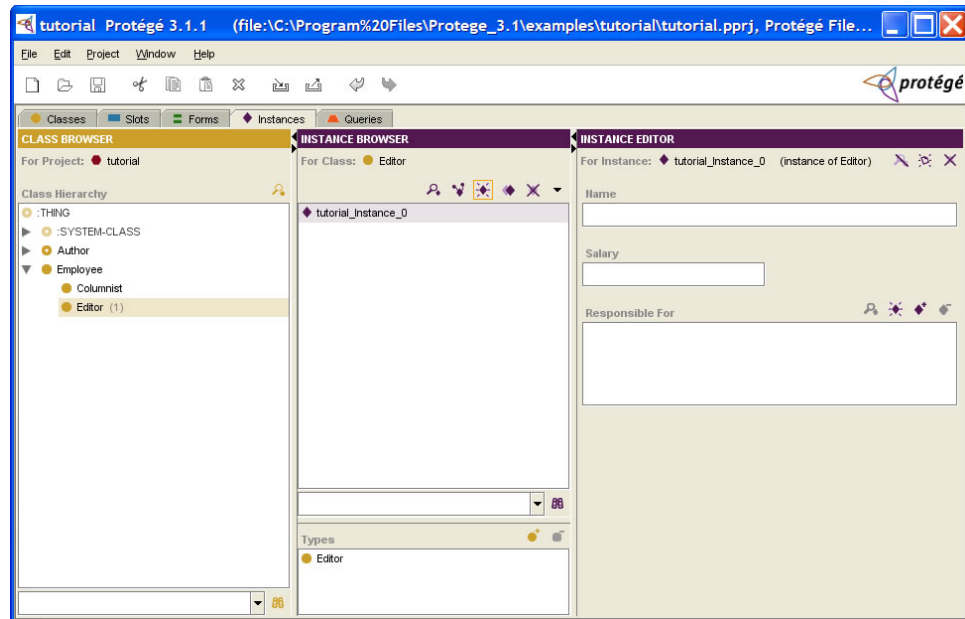 tutorial Protégé 3.1.1 (file:\C:\Program%20Files\Protege_3.1\examples\tutorial\tutorial.pprj, Protégé File...
File Edit Project Window Help
protégé
Classes Slots Forms Instances Queries
CLASS BROWSER
For Project: tutorial
Class Hierarchy
:THING
:SYSTEM-CLASS
Author
Employee
Columnist
Editor (1)
INSTANCE BROWSER
For Class: Editor
tutorial_Instance_0
Types
Editor
INSTANCE EDITOR
For Instance: tutorial_Instance_0 (instance of Editor)
Name
Salary
Responsible For